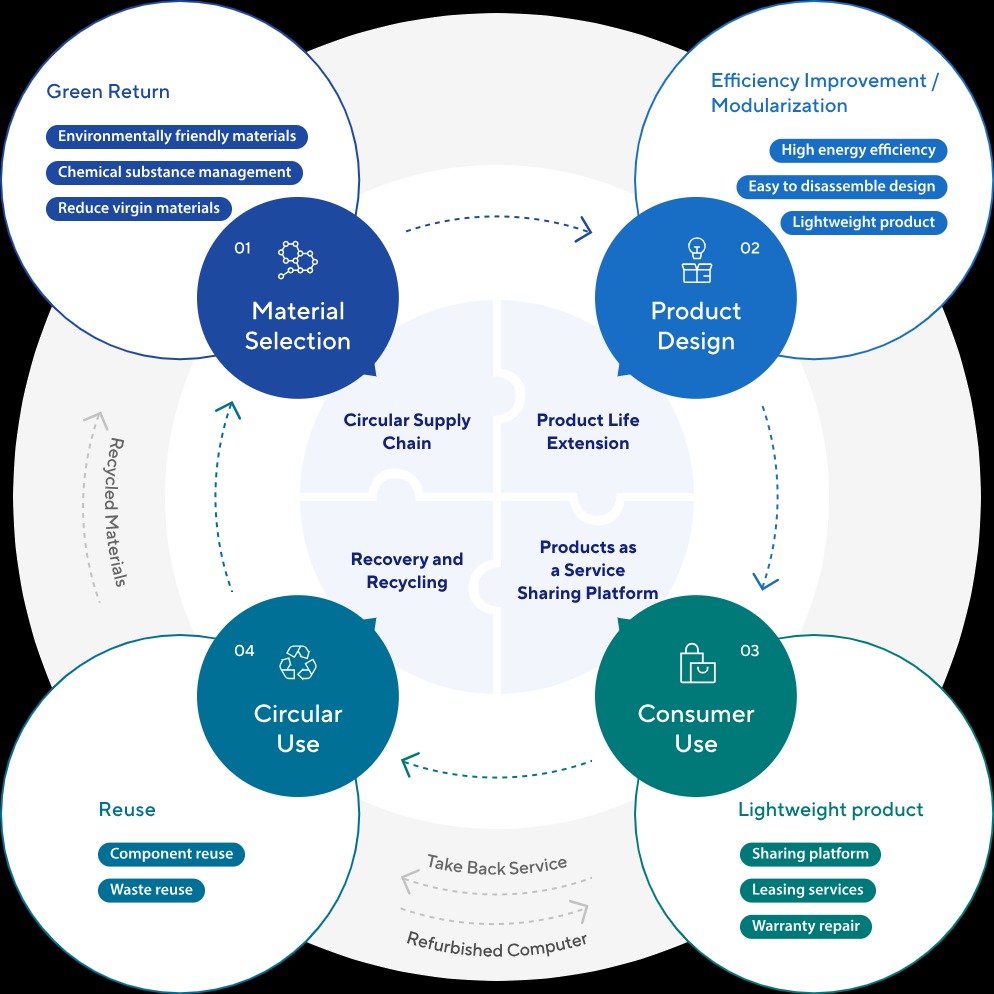 Green Return
Environmentally friendly materials
Chemical substance management
Reduce virgin materials
01
Material
Selection
Efficiency Improvement /
Modularization
High energy efficiency
Easy to disassemble design
Lightweight product
02
Product
Design
Circular Supply
Chain
Product Life
Extension
Recovery and
Recycling
Products as
a Service
Sharing Platform
Recycled Materials
04
Circular
Use
Reuse
Component reuse
Waste reuse
03
Consumer
Use
Lightweight product
Sharing platform
Leasing services
Warranty repair
Take Back Service
Refurbished Computer